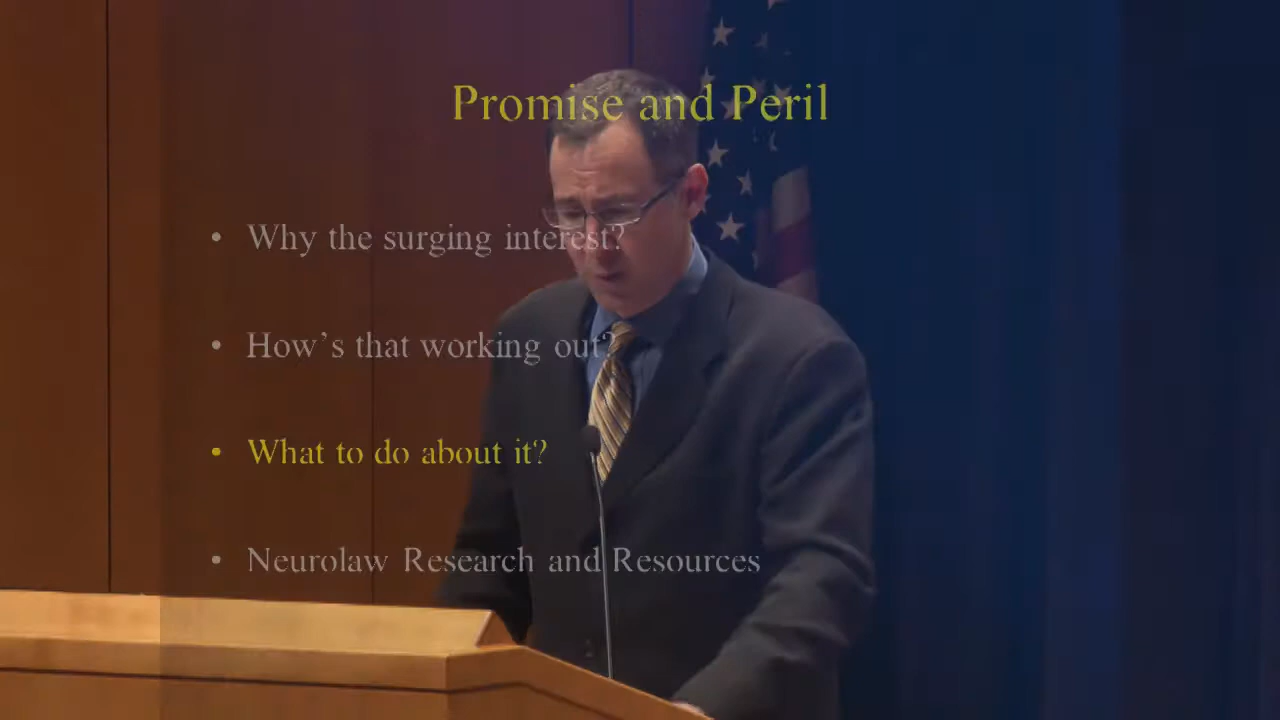 Promise and Peril
• Why the surging interest?
• How's that working out?
• What to do about it?
• Neurolaw Research and Resources